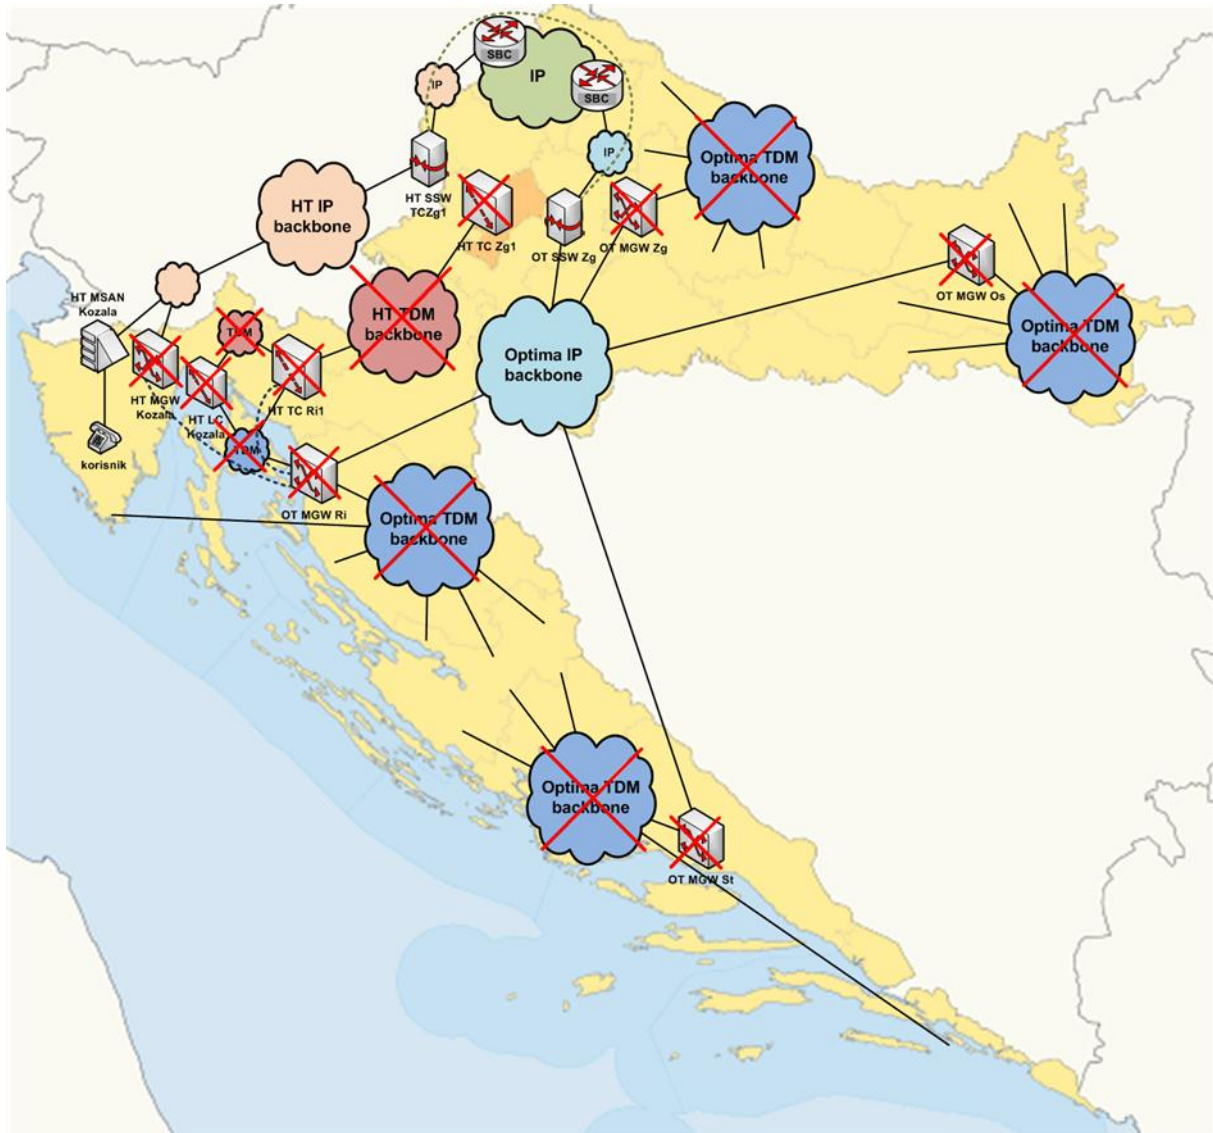 SBC
IP
IP
SBC
IP
HT SSW
TCZg1
HT TC Zg1
OT SSW Zg
OT MGW Zg
Optima TDM
backbone
HT IP
backbone
HT MSAN
Kozala
TDM
HT TDM
backbone
Optima IP
backbone
OT MGW Os
Optima TDM
backbone
HT MGW
Kozala
HT LC
Kozala
HT TC Ri1
TDM
korisnik
OT MGW Ri
Optima TDM
backbone
Optima TDM
backbone
OT MGW St